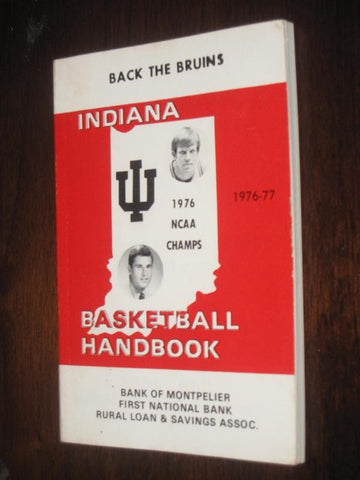 BACK THE BRUINS
INDIANA
IU
1976
NCAA
CHAMPS
1976-77
BASKETBALL
HANDBOOK
BANK OF MONTPELIER
FIRST NATIONAL BANK
RURAL LOAN & SAVINGS ASSOC.